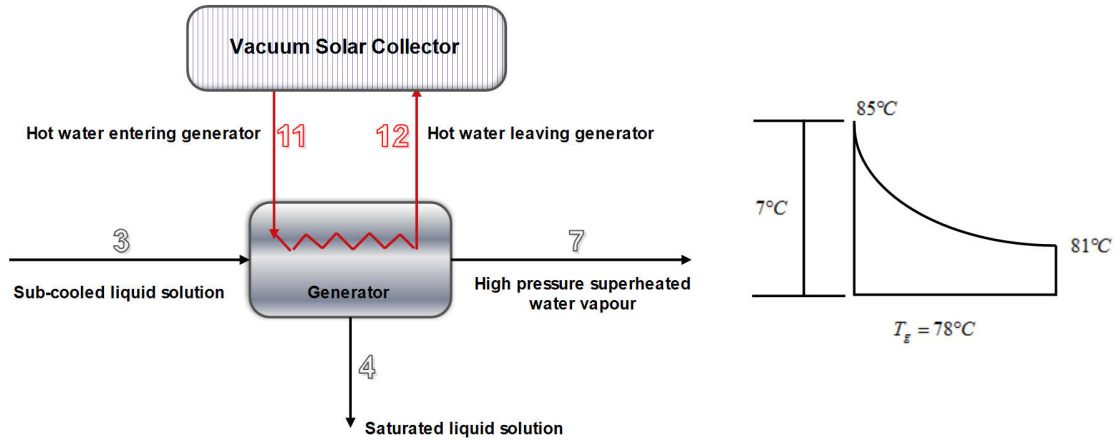 Vacuum Solar Collector
Hot water entering generator
11
12
Hot water leaving generator
3
7
Sub-cooled liquid solution
Generator
High pressure superheated
water vapour
4
Saturated liquid solution
85°C
7°C
81°C
T_g = 78°C